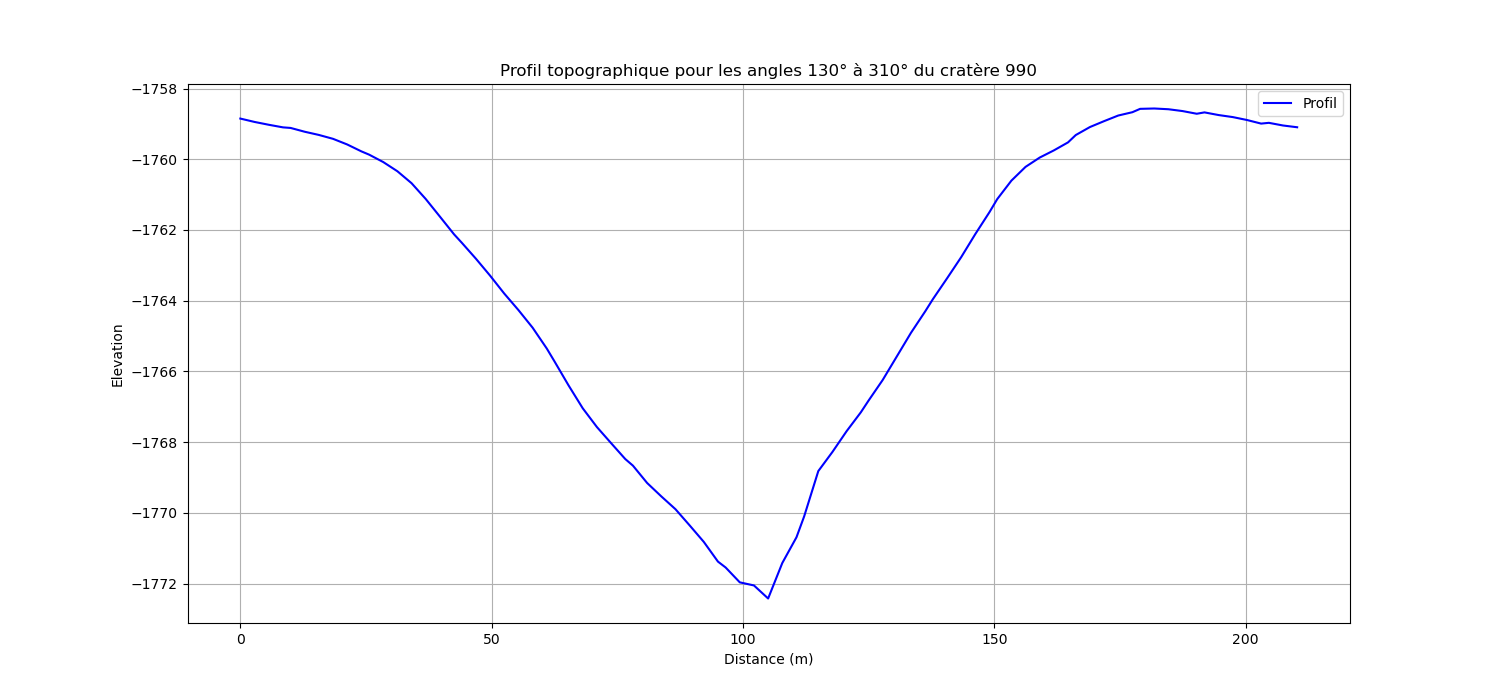 Profil topographique pour les angles 130° à 310° du cratère 990
Profil
Elevation
−1758
−1760
−1762
−1764
−1766
−1768
−1770
−1772
0 50 100 150 200
Distance (m)